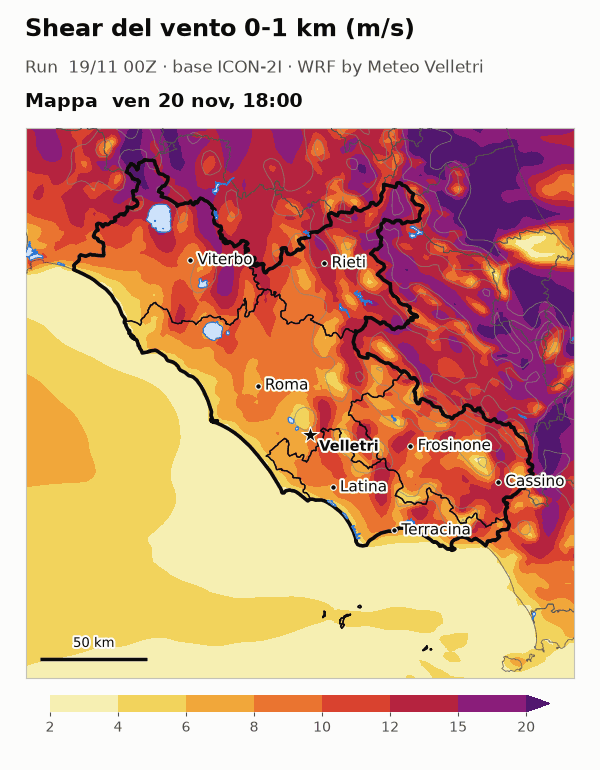 Shear del vento 0-1 km (m/s)
Run  19/11 00Z · base ICON-2I · WRF by Meteo Velletri
Mappa  ven 20 nov, 18:00
Viterbo
Rieti
Roma
Velletri
Frosinone
Cassino
Latina
Terracina
50 km
2 4 6 8 10 12 15 20